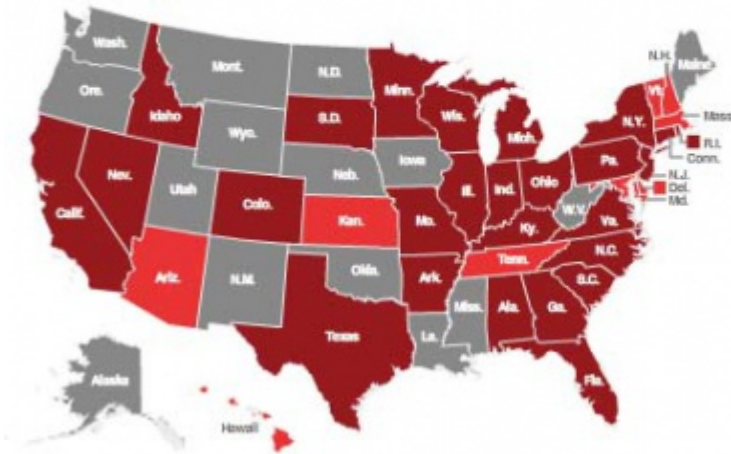 Wash.
Mont.
N.D.
Minn.
N.H.
Vt.
Maine
Ore.
Idaho
S.D.
Wis.
Mich.
N.Y.
Mass
Wyo.
R.I.
Conn.
Nev.
Utah
Colo.
Neb.
Iowa
Ill.
Ind.
Ohio
Pa.
N.J.
Del.
Md.
Calif.
Kan.
Mo.
Ky.
W.V.
Va.
Ariz.
N.M.
Okla.
Ark.
Tenn.
N.C.
S.C.
Texas
La.
Miss.
Ala.
Ga.
Fla.
Alaska
Hawaii